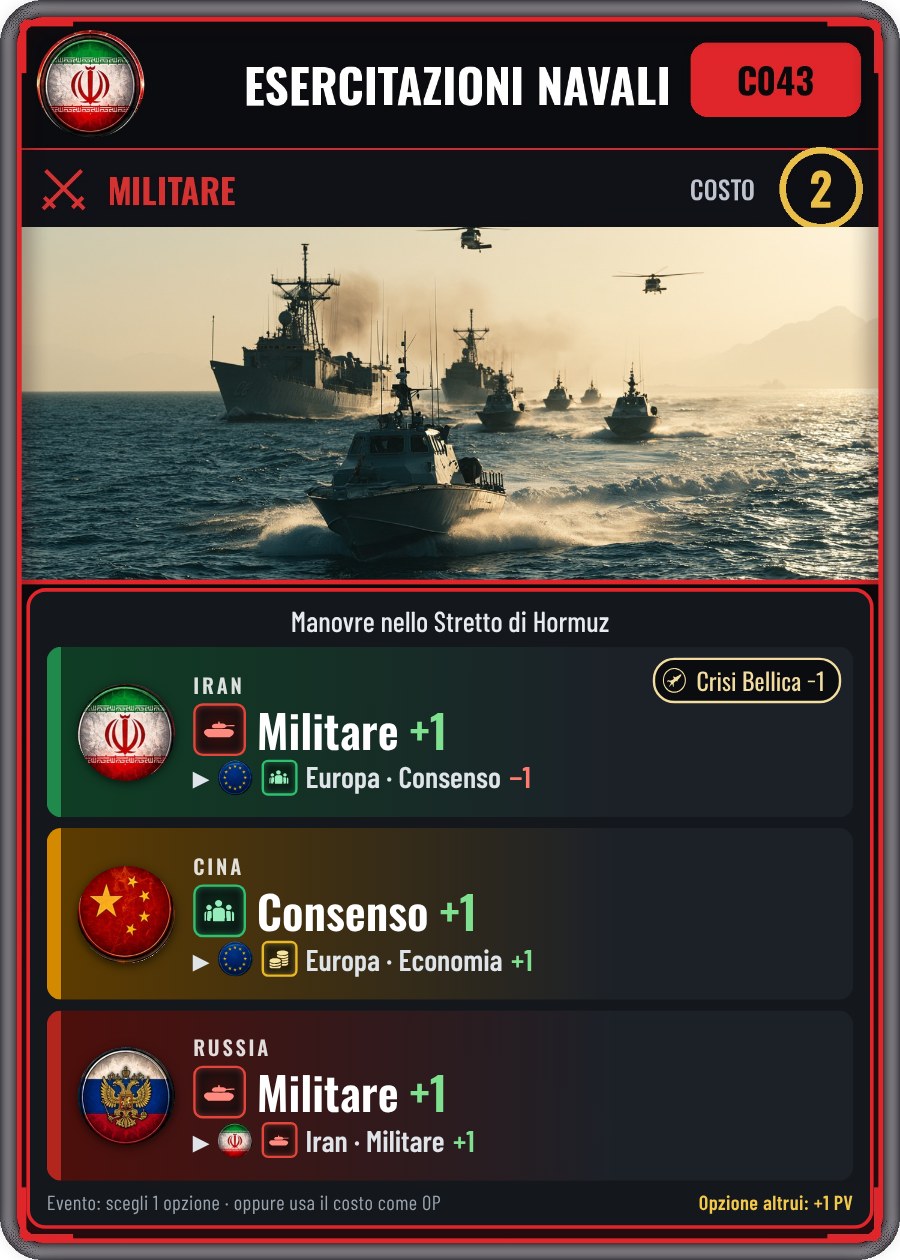 ESERCITAZIONI NAVALI C043
MILITARE COSTO 2
Manovre nello Stretto di Hormuz
IRAN
Crisi Bellica −1
Militare +1
▶ Europa · Consenso −1
CINA
Consenso +1
▶ Europa · Economia +1
RUSSIA
Militare +1
▶ Iran · Militare +1
Evento: scegli 1 opzione · oppure usa il costo come OP Opzione altrui: +1 PV